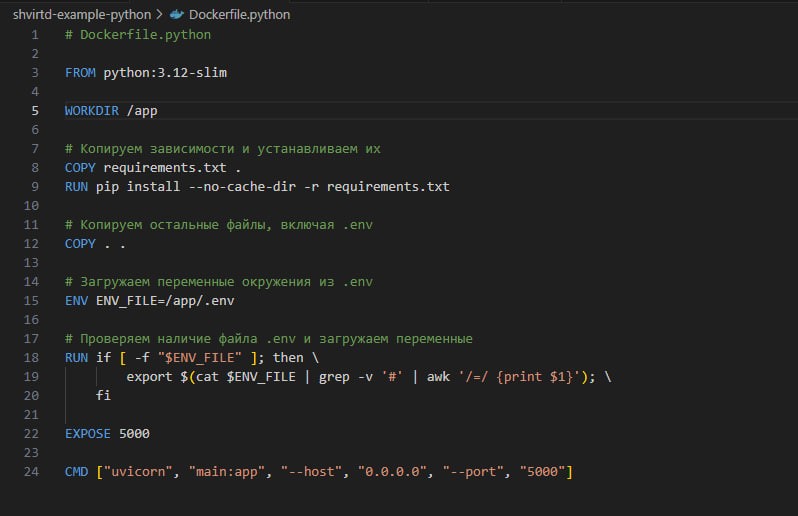 shvirtd-example-python > Dockerfile.python
1 # Dockerfile.python
2
3 FROM python:3.12-slim
4
5 WORKDIR /app
6
7 # Копируем зависимости и устанавливаем их
8 COPY requirements.txt .
9 RUN pip install --no-cache-dir -r requirements.txt
10
11 # Копируем остальные файлы, включая .env
12 COPY . .
13
14 # Загружаем переменные окружения из .env
15 ENV ENV_FILE=/app/.env
16
17 # Проверяем наличие файла .env и загружаем переменные
18 RUN if [ -f "$ENV_FILE" ]; then \
19         export $(cat $ENV_FILE | grep -v '#' | awk '/=/ {print $1}'); \
20     fi
21
22 EXPOSE 5000
23
24 CMD ["uvicorn", "main:app", "--host", "0.0.0.0", "--port", "5000"]